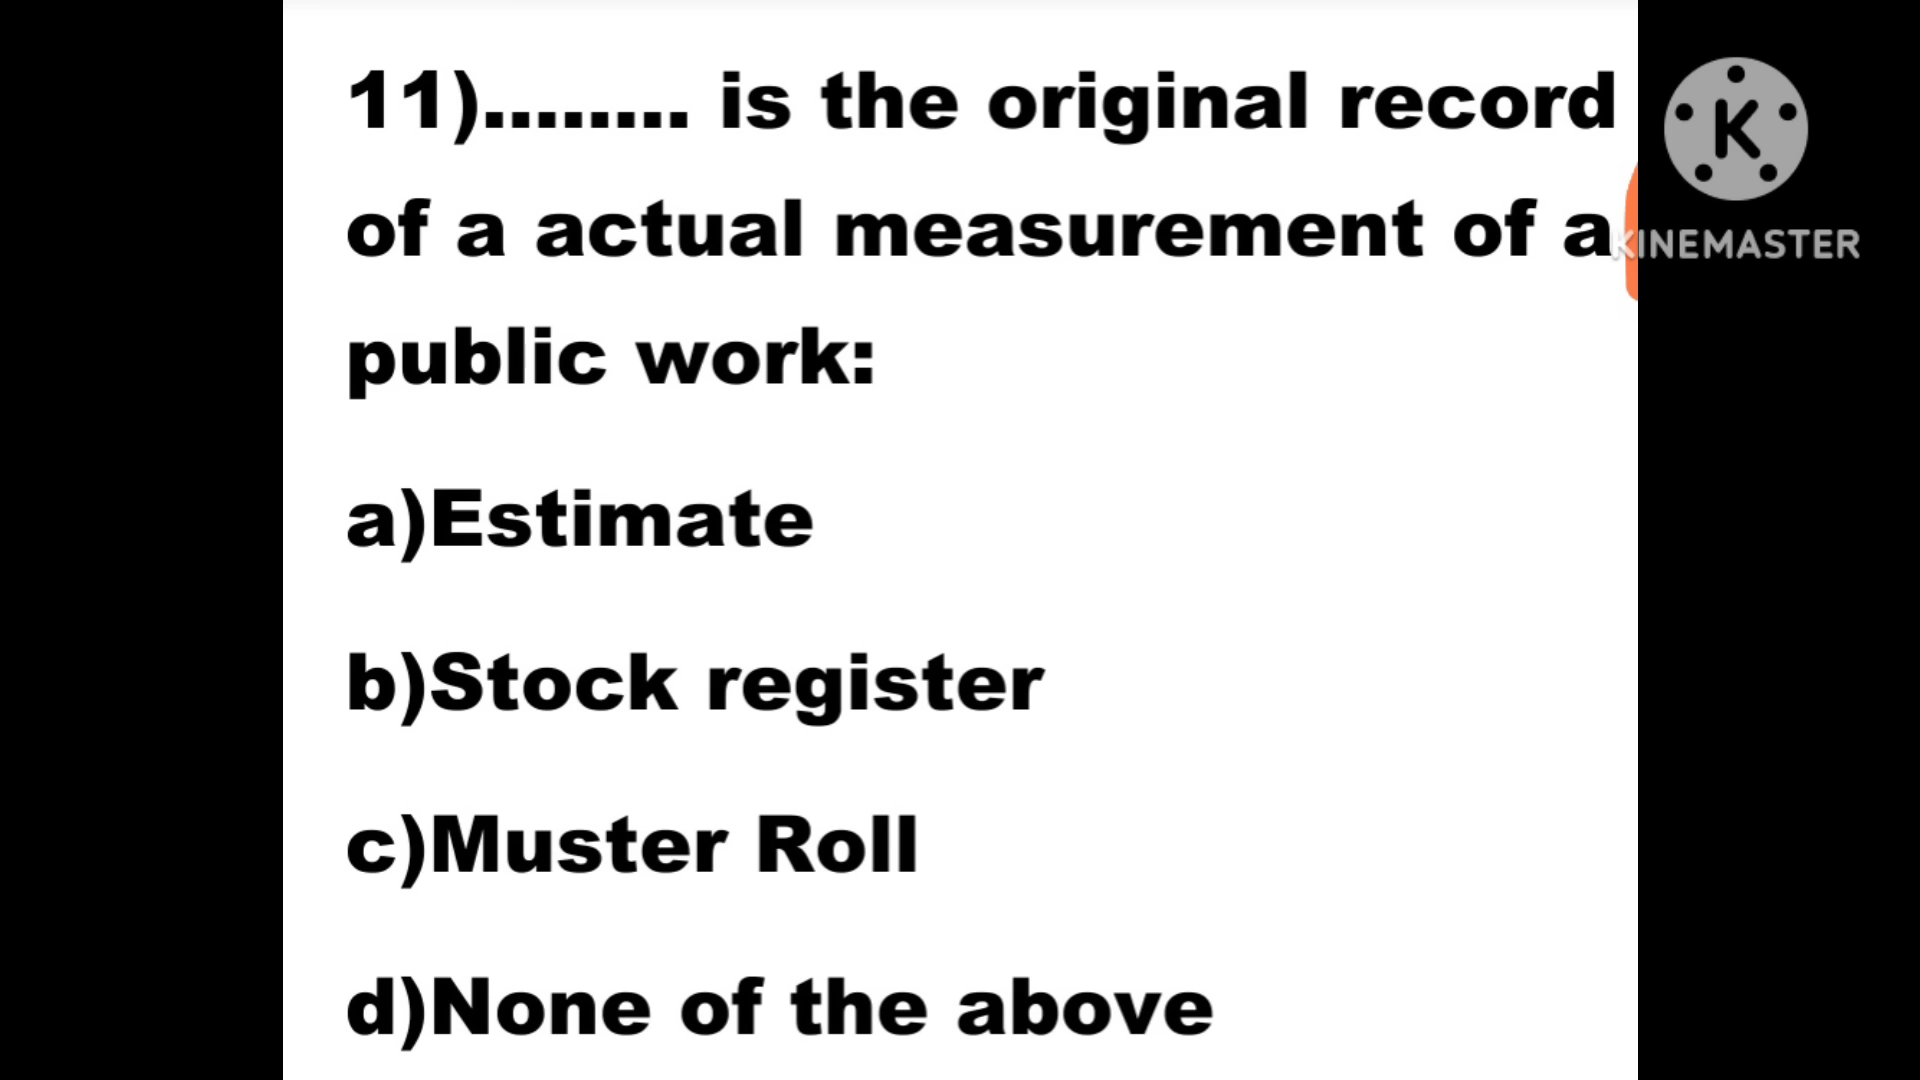 11)........ is the original record
of a actual measurement of a
public work:
a)Estimate
b)Stock register
c)Muster Roll
d)None of the above
K
KINEMASTER